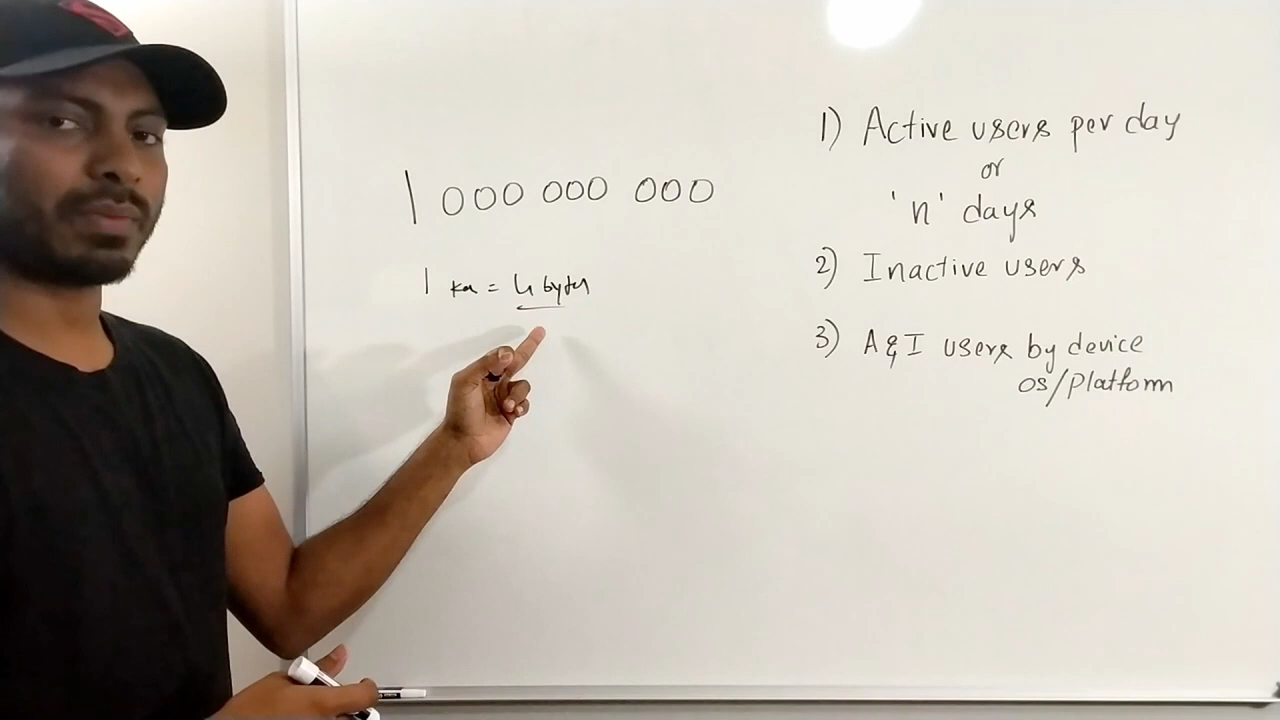 1 000 000 000
1 = 4 bytes
1) Active users per day
or
'n' days
2) Inactive users
3) A&I users by device
OS/Platform